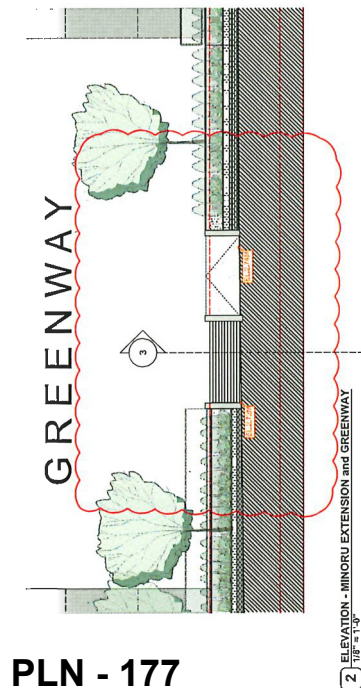 GREENWAY
3
2
ELEVATION - MINORU EXTENSION and GREENWAY
1/8" = 1'-0"
PLN - 177